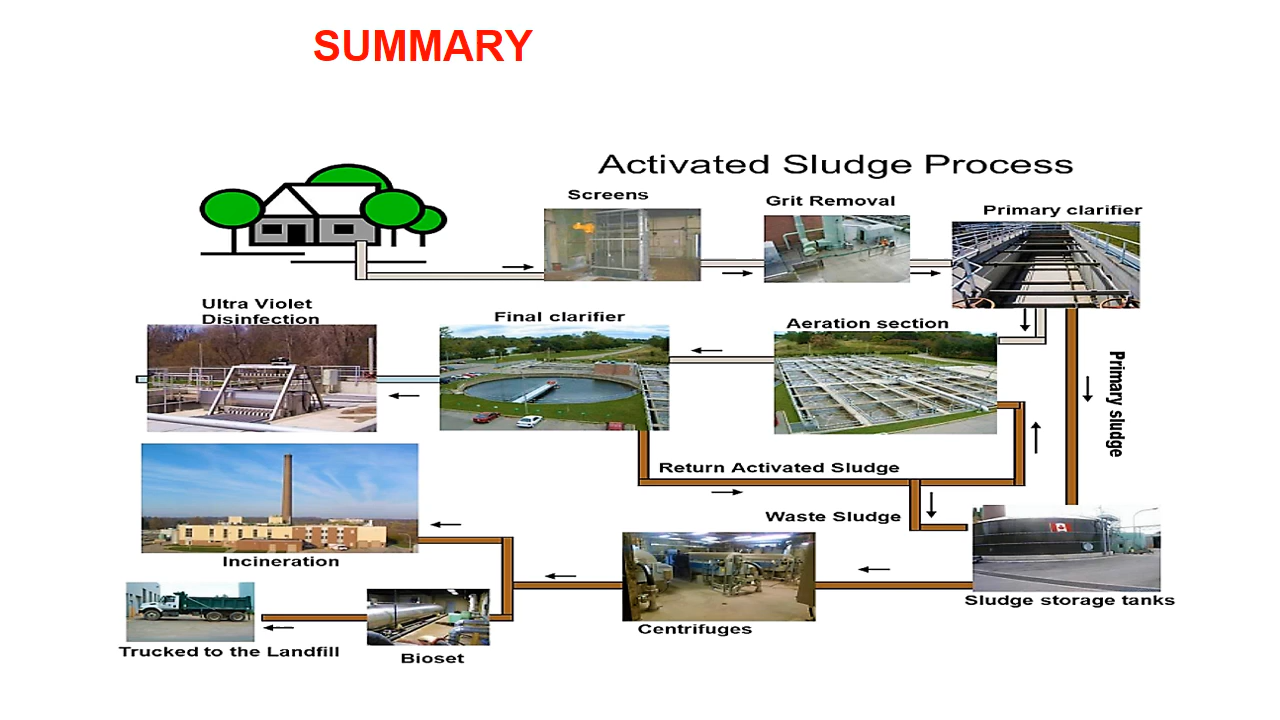 SUMMARY
Activated Sludge Process
Screens
Grit Removal
Primary clarifier
Ultra Violet
Disinfection
Final clarifier
Aeration section
Primary sludge
Return Activated Sludge
Waste Sludge
Incineration
Sludge storage tanks
Centrifuges
Trucked to the Landfill
Bioset